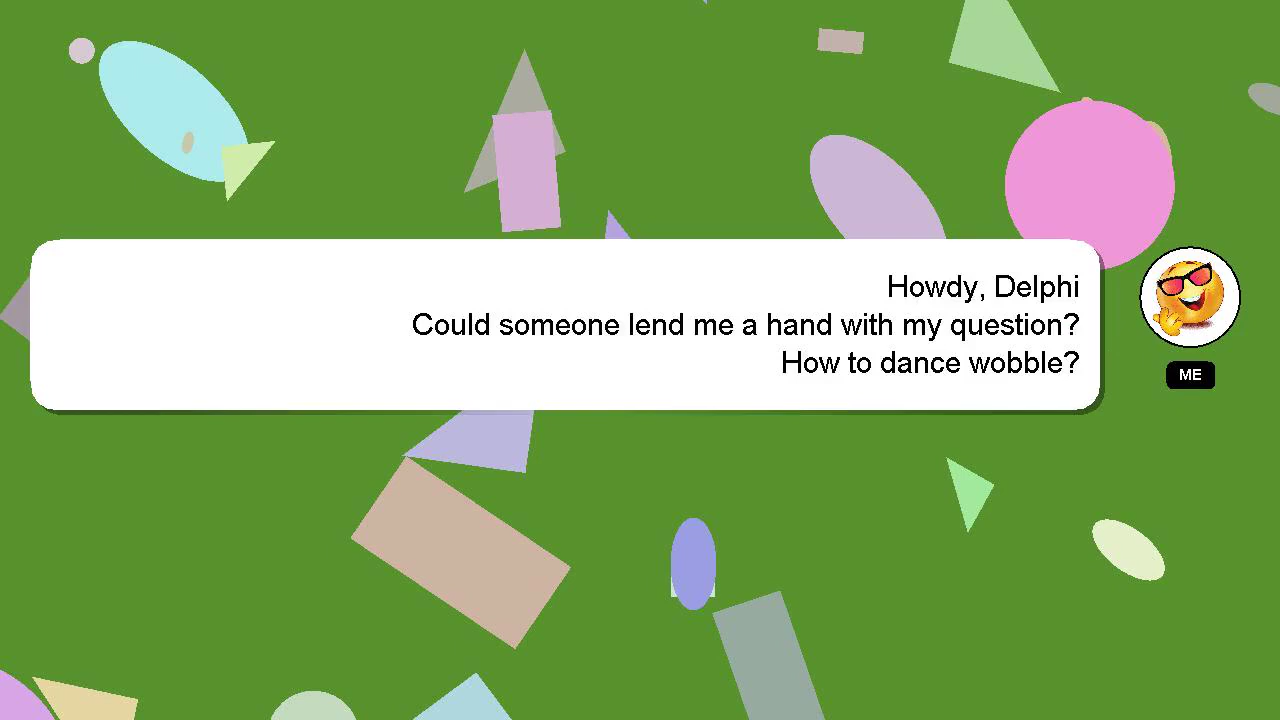 Howdy, Delphi
Could someone lend me a hand with my question?
How to dance wobble?
ME